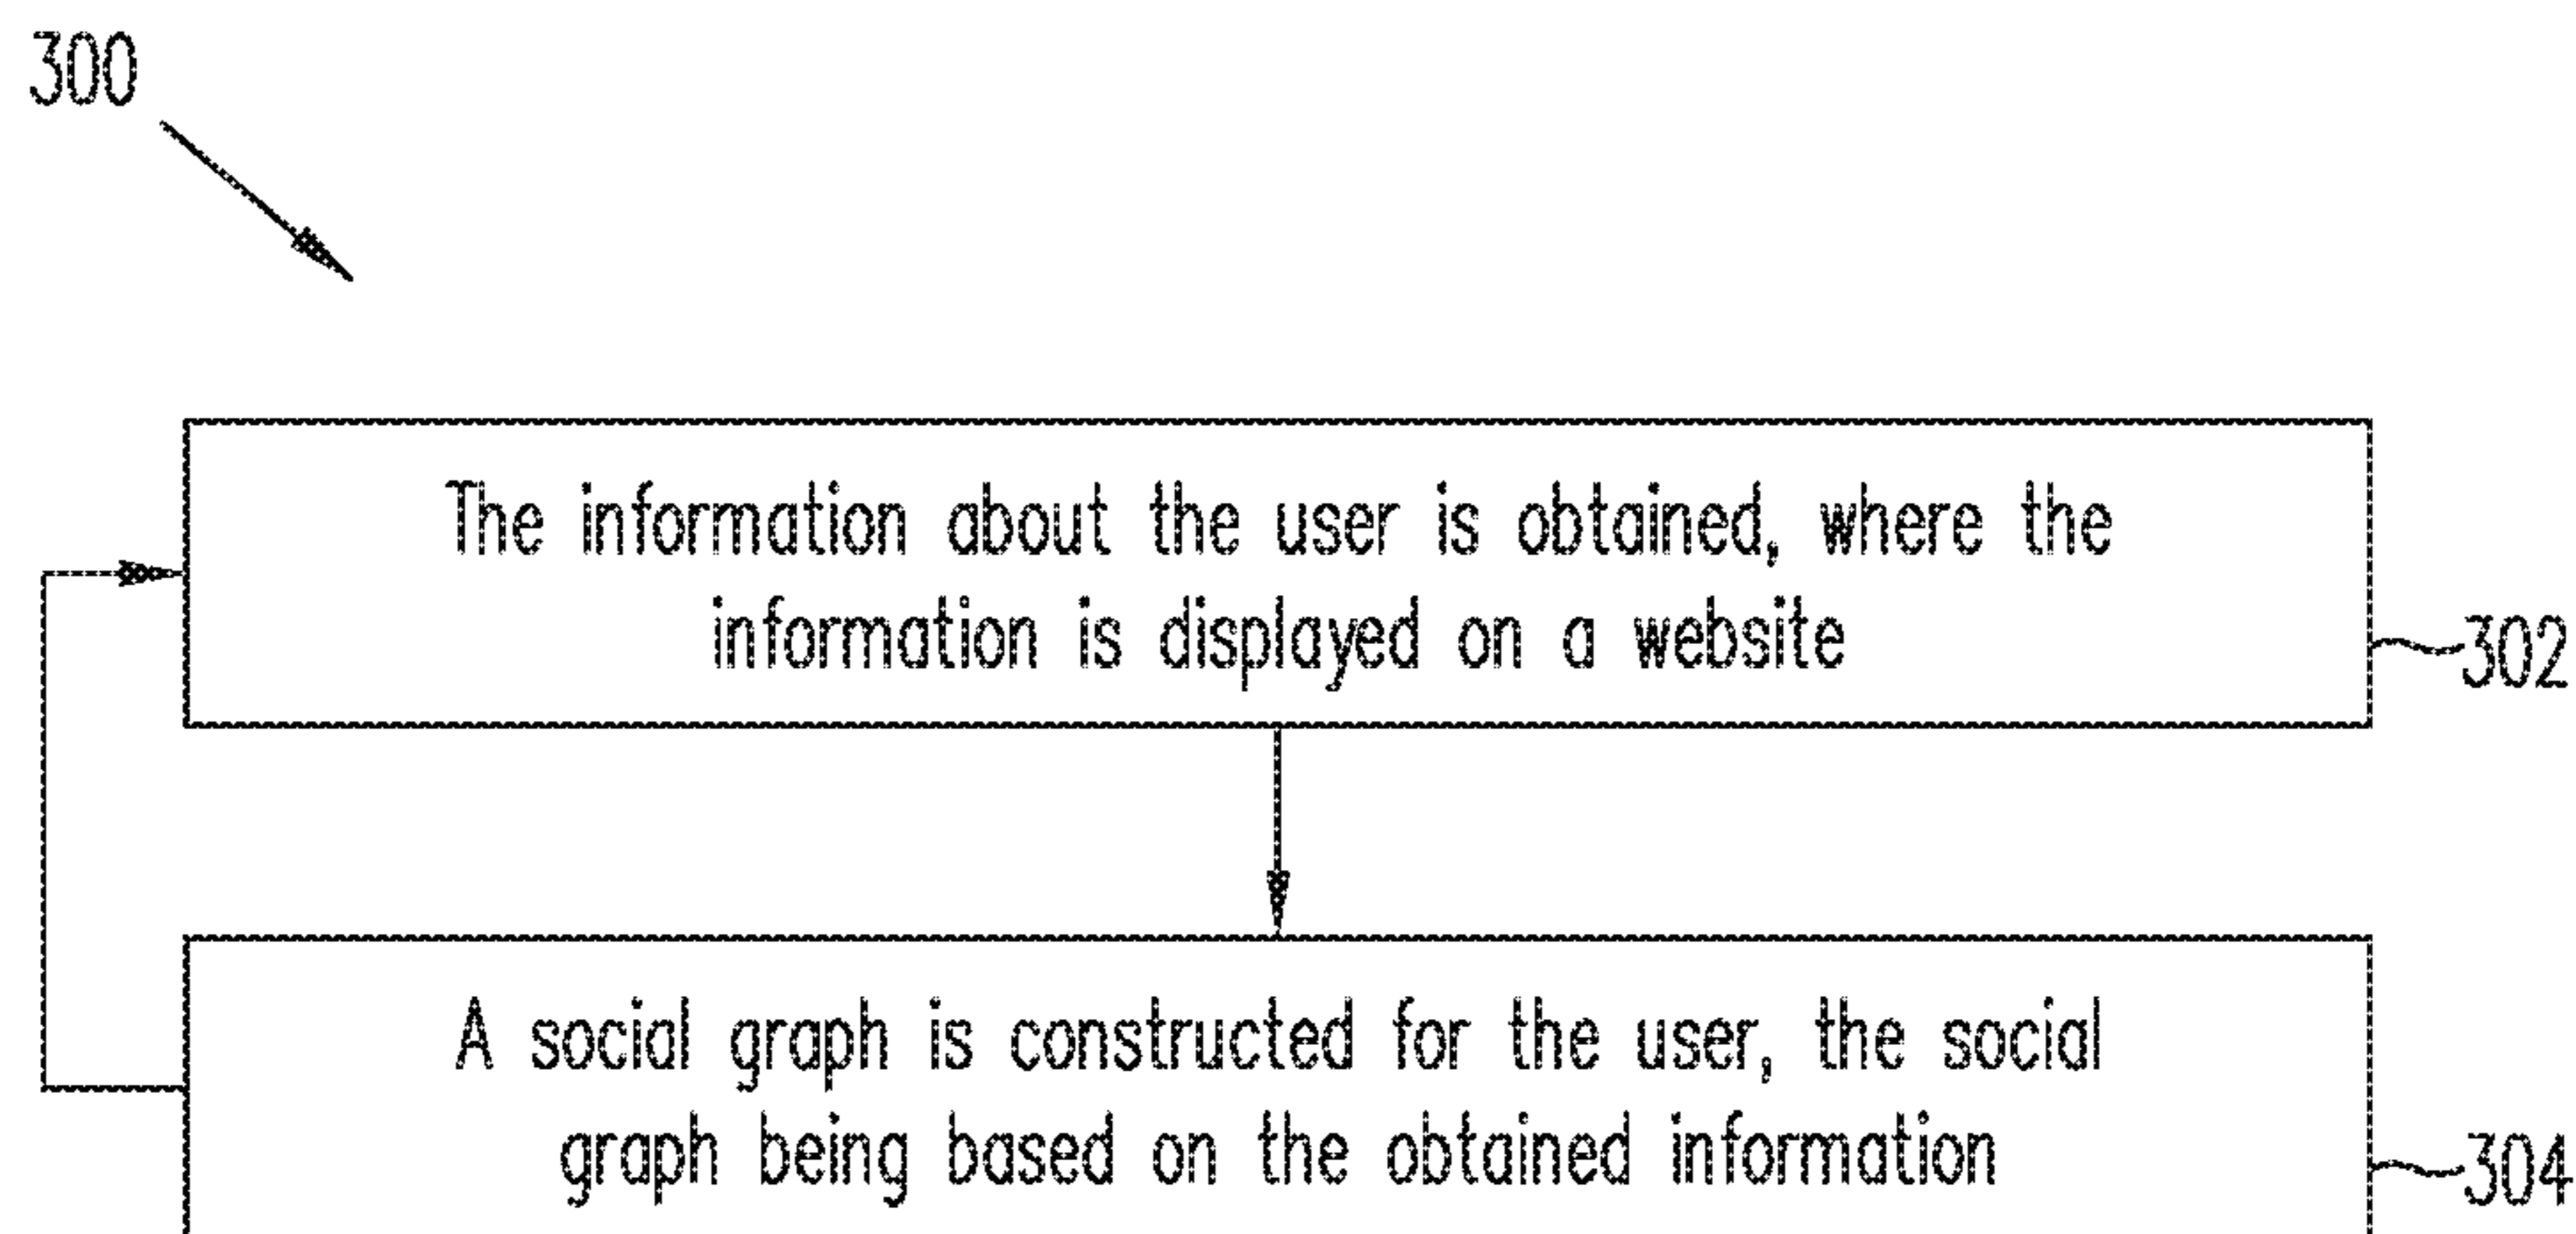 300
The information about the user is obtained, where the
information is displayed on a website
302
A social graph is constructed for the user, the social
graph being based on the obtained information
304